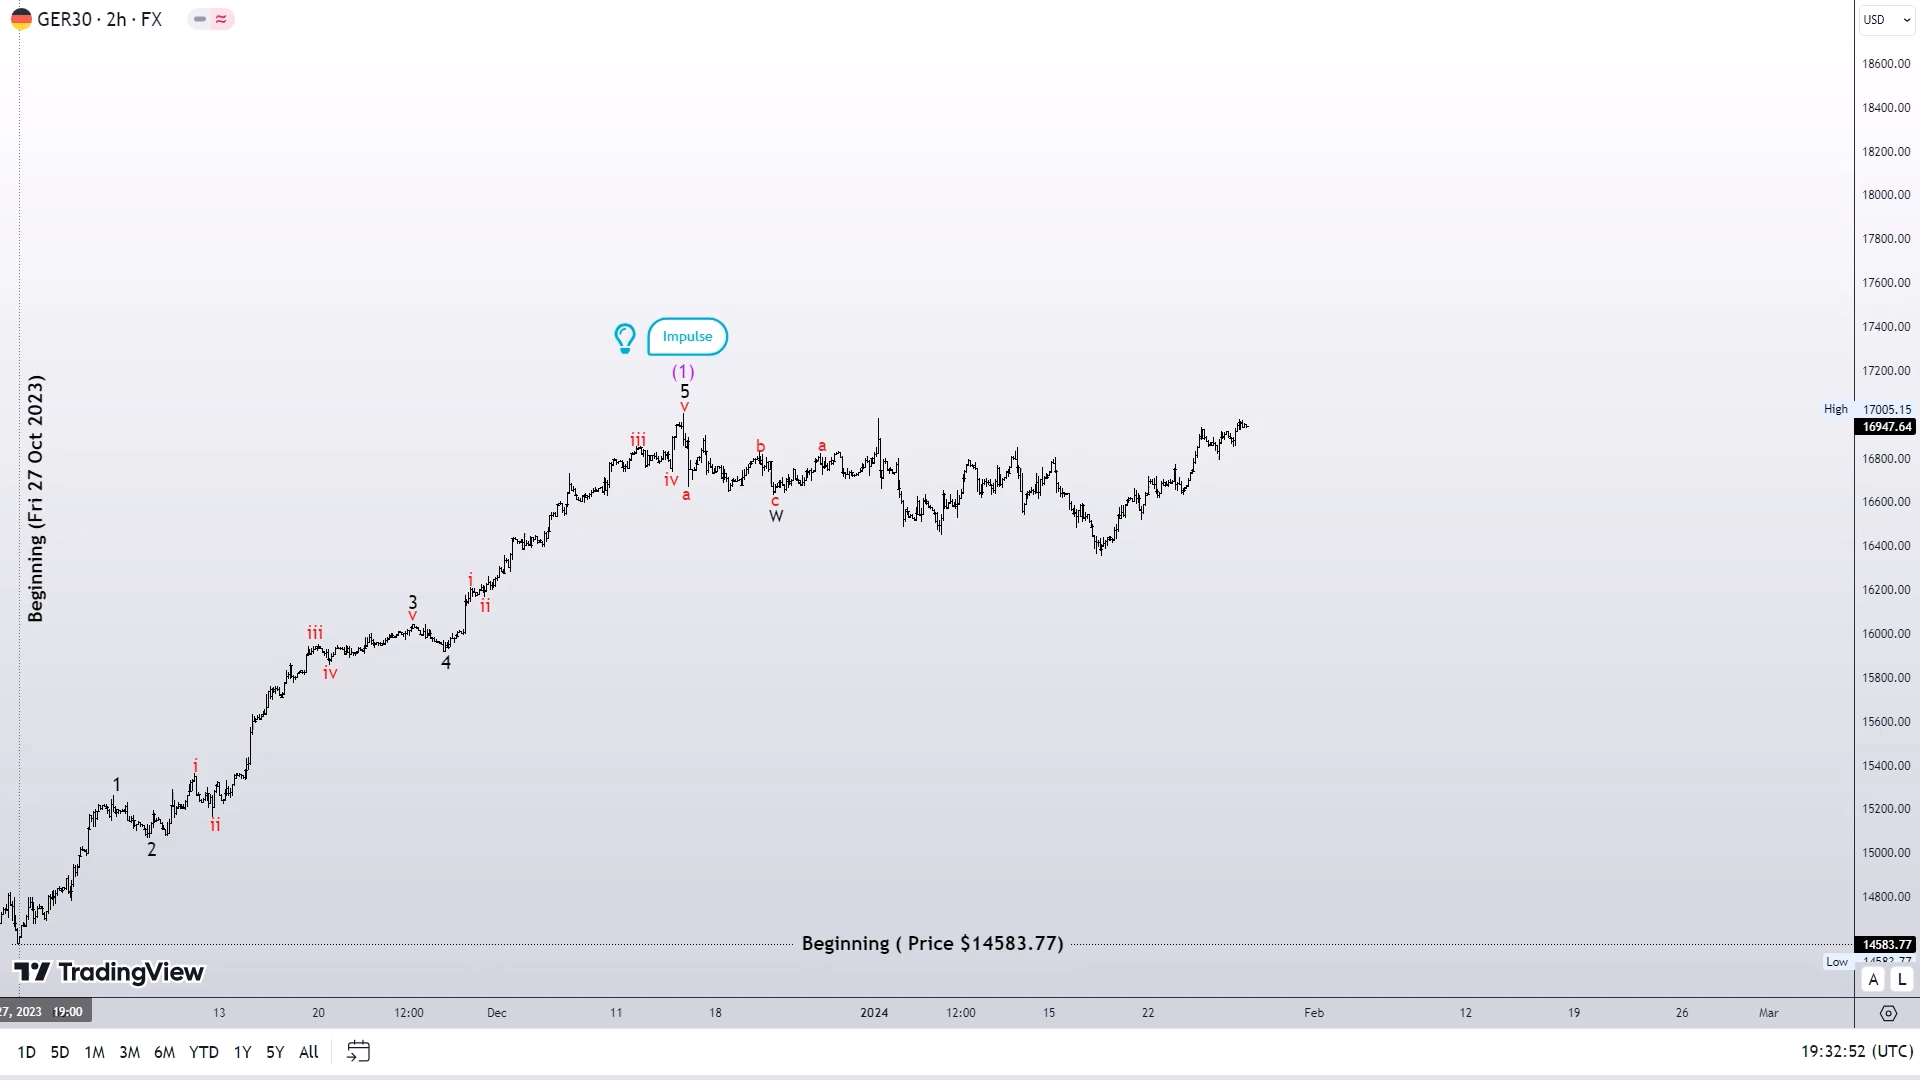 GER30 · 2h · FX
USD
18600.00
18400.00
18200.00
18000.00
17800.00
17600.00
17400.00
Impulse
(1)
17200.00
5
v
High 17005.15
16947.64
iii
b
a
16800.00
iv
a
c
16600.00
W
16400.00
Beginning (Fri 27 Oct 2023)
i
16200.00
3
ii
v
iii
16000.00
4
iv
15800.00
15600.00
i
15400.00
1
15200.00
ii
2
15000.00
14800.00
Beginning ( Price $14583.77)
14583.77
Low
TradingView
A L
27, 2023 19:00 13 20 12:00 Dec 11 18 2024 12:00 15 22 Feb 12 19 26 Mar
1D 5D 1M 3M 6M YTD 1Y 5Y All
19:32:52 (UTC)